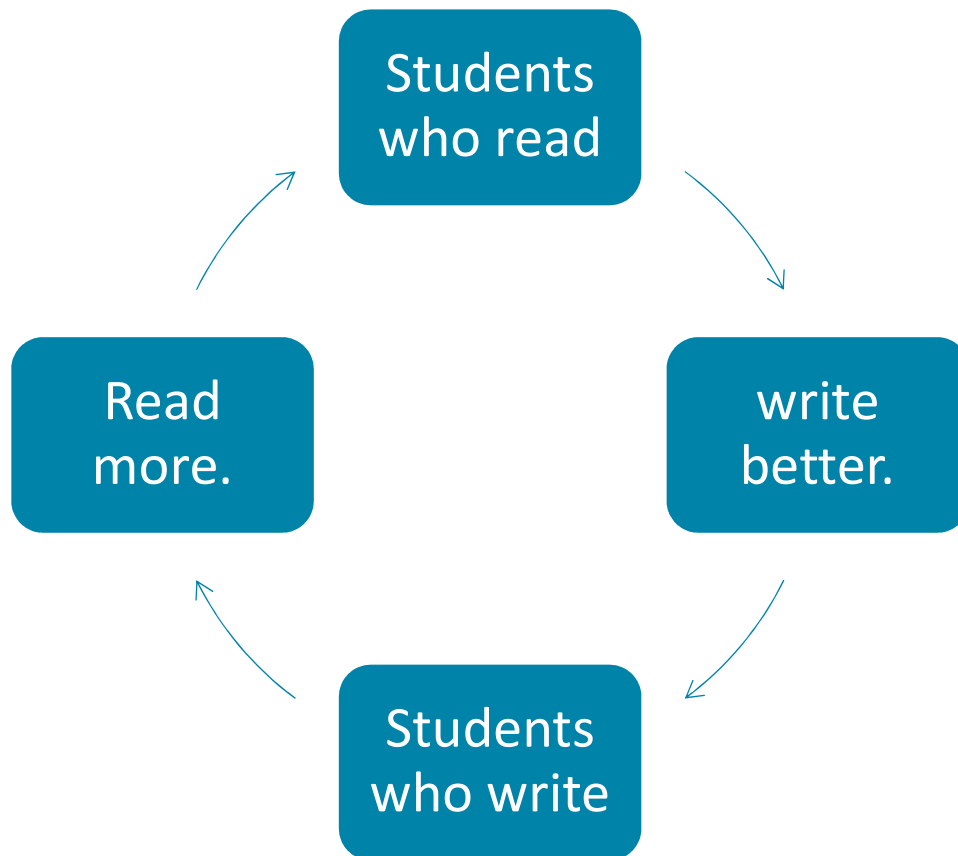 Students
who read
write
better.
Students
who write
Read
more.